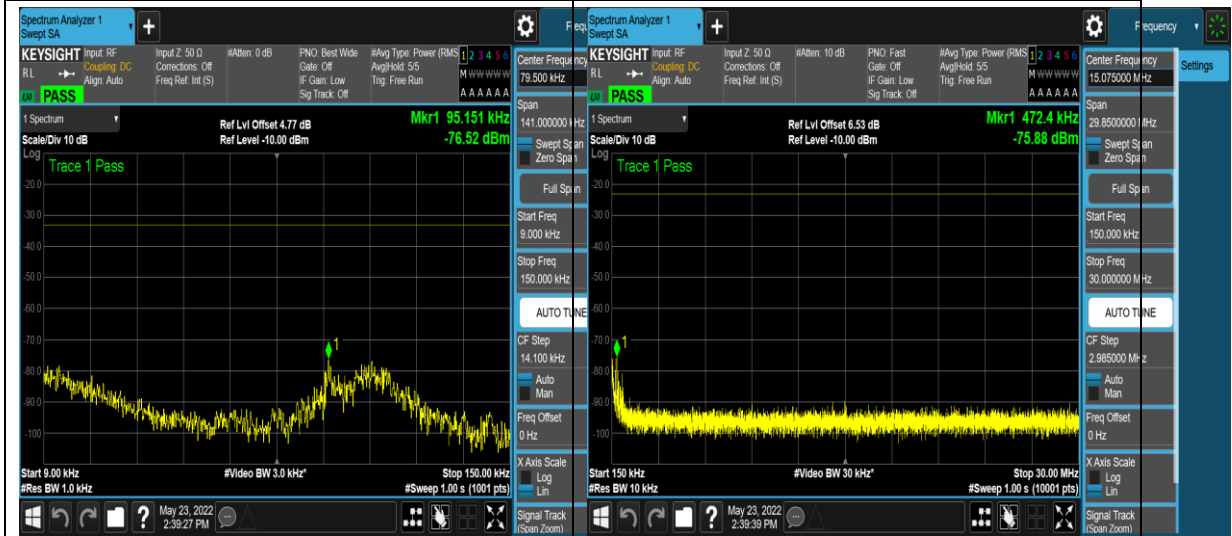 Spectrum Analyzer 1
Swept SA
+
Frequ
KEYSIGHT
RL
PASS
Input: RF
Coupling: DC
Align: Auto
Input Z: 50 Ω
Corrections: Off
Freq Ref: Int (S)
#Atten: 0 dB
PNO: Best Wide
Gate: Off
IF Gain: Low
Sig Track: Off
#Avg Type: Power (RMS
Avg|Hold: 5/5
Trig: Free Run
1 2 3 4 5 6
M W W W W W
A A A A A A
1 Spectrum
Scale/Div 10 dB
Log
Ref Lvl Offset 4.77 dB
Ref Level -10.00 dBm
Mkr1 95.151 kHz
-76.52 dBm
Trace 1 Pass
1
-20.0
-30.0
-40.0
-50.0
-60.0
-70.0
-80.0
-90.0
-100
Start 9.00 kHz
#Res BW 1.0 kHz
#Video BW 3.0 kHz*
Stop 150.00 kHz
#Sweep 1.00 s (1001 pts)
Center Frequency
79.500 kHz
Span
141.000000 kHz
Swept Span
Zero Span
Full Span
Start Freq
9.000 kHz
Stop Freq
150.000 kHz
AUTO TUNE
CF Step
14.100 kHz
Auto
Man
Freq Offset
0 Hz
X Axis Scale
Log
Lin
Signal Track
(Span Zoom)
?
May 23, 2022
2:39:27 PM
Spectrum Analyzer 1
Swept SA
+
Frequency
Settings
KEYSIGHT
RL
PASS
Input: RF
Coupling: DC
Align: Auto
Input Z: 50 Ω
Corrections: Off
Freq Ref: Int (S)
#Atten: 10 dB
PNO: Fast
Gate: Off
IF Gain: Low
Sig Track: Off
#Avg Type: Power (RMS
Avg|Hold: 5/5
Trig: Free Run
1 2 3 4 5 6
M W W W W W
A A A A A A
1 Spectrum
Scale/Div 10 dB
Log
Ref Lvl Offset 6.53 dB
Ref Level -10.00 dBm
Mkr1 472.4 kHz
-75.88 dBm
Trace 1 Pass
1
-20.0
-30.0
-40.0
-50.0
-60.0
-70.0
-80.0
-90.0
-100
Start 150 kHz
#Res BW 10 kHz
#Video BW 30 kHz*
Stop 30.00 MHz
#Sweep 1.00 s (10001 pts)
Center Frequency
15.075000 MHz
Span
29.8500000 MHz
Swept Span
Zero Span
Full Span
Start Freq
150.000 kHz
Stop Freq
30.000000 MHz
AUTO TUNE
CF Step
2.985000 MHz
Auto
Man
Freq Offset
0 Hz
X Axis Scale
Log
Lin
Signal Track
(Span Zoom)
?
May 23, 2022
2:39:39 PM